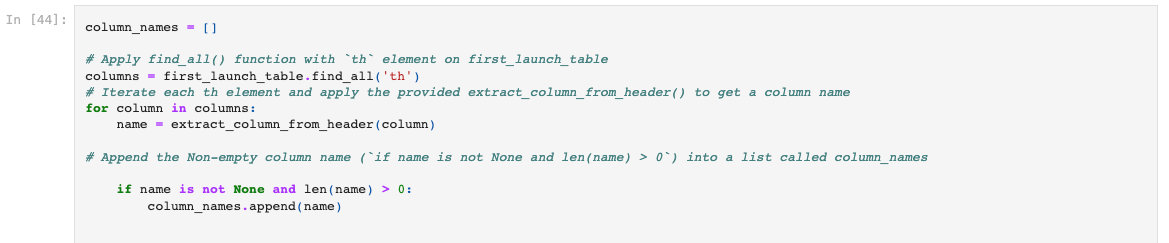 In [44]:
column_names = []
# Apply find_all() function with `th` element on first_launch_table
columns = first_launch_table.find_all('th')
# Iterate each th element and apply the provided extract_column_from_header() to get a column name
for column in columns:
    name = extract_column_from_header(column)
# Append the Non-empty column name (`if name is not None and len(name) > 0`) into a list called column_names
    if name is not None and len(name) > 0:
        column_names.append(name)